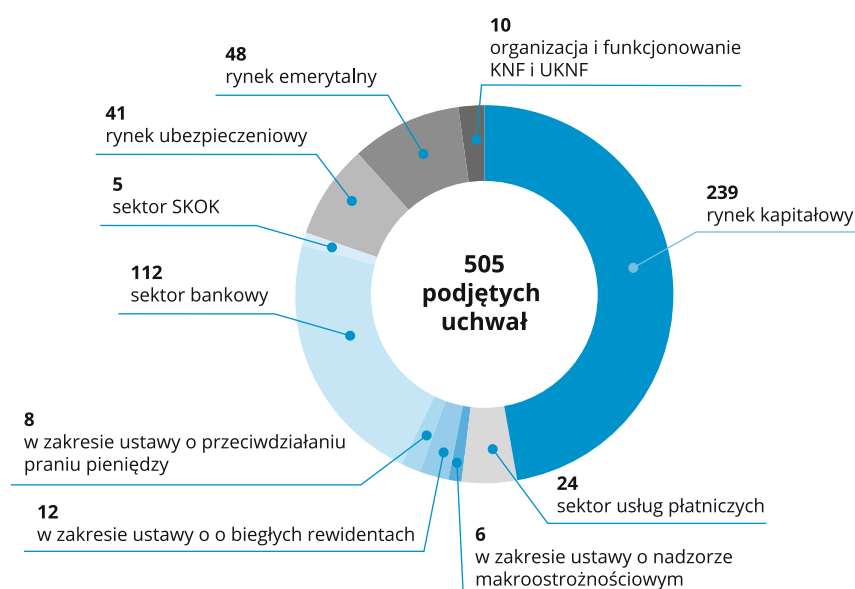 10
organizacja i funkcjonowanie
KNF i UKNF
48
rynek emerytalny
41
rynek ubezpieczeniowy
5
sektor SKOK
239
rynek kapitałowy
112
sektor bankowy
505
podjętych
uchwał
8
w zakresie ustawy o przeciwdziałaniu
praniu pieniędzy
12
w zakresie ustawy o o biegłych rewidentach
24
sektor usług płatniczych
6
w zakresie ustawy o nadzorze
makroostrożnościowym